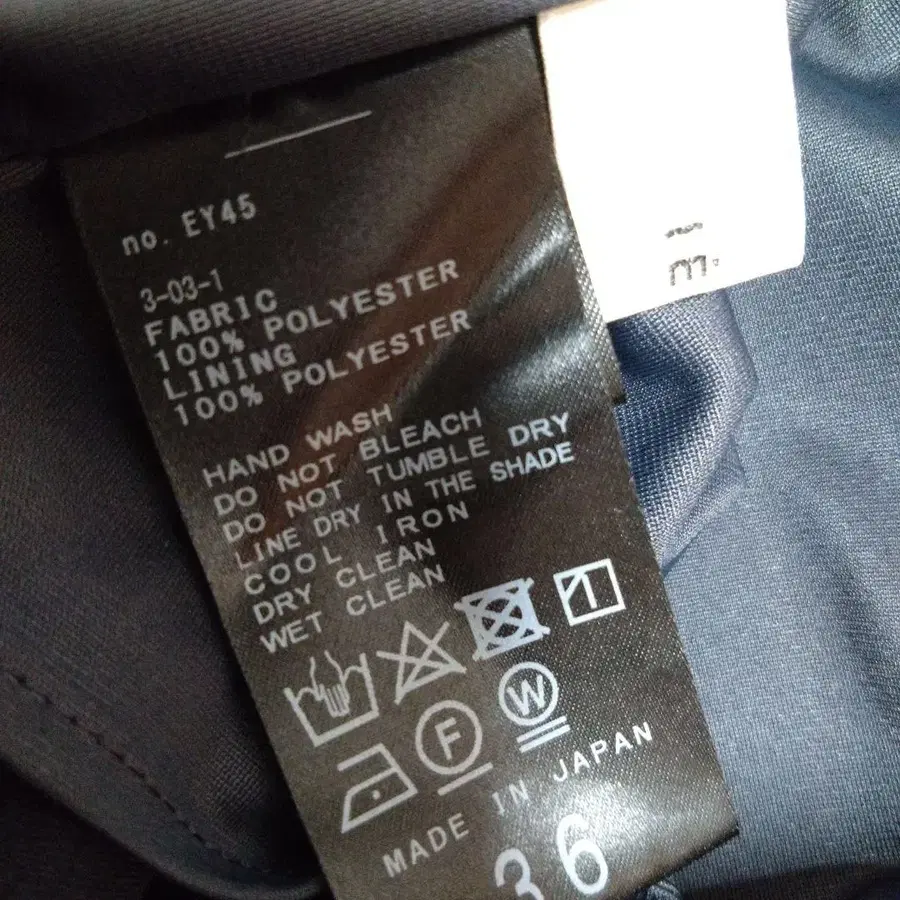 no. EY45
3-03-1
FABRIC
100% POLYESTER
LINING
100% POLYESTER
HAND WASH
DO NOT BLEACH
DO NOT TUMBLE DRY
LINE DRY IN THE SHADE
COOL IRON
DRY CLEAN
WET CLEAN
F
W
MADE IN JAPAN
36